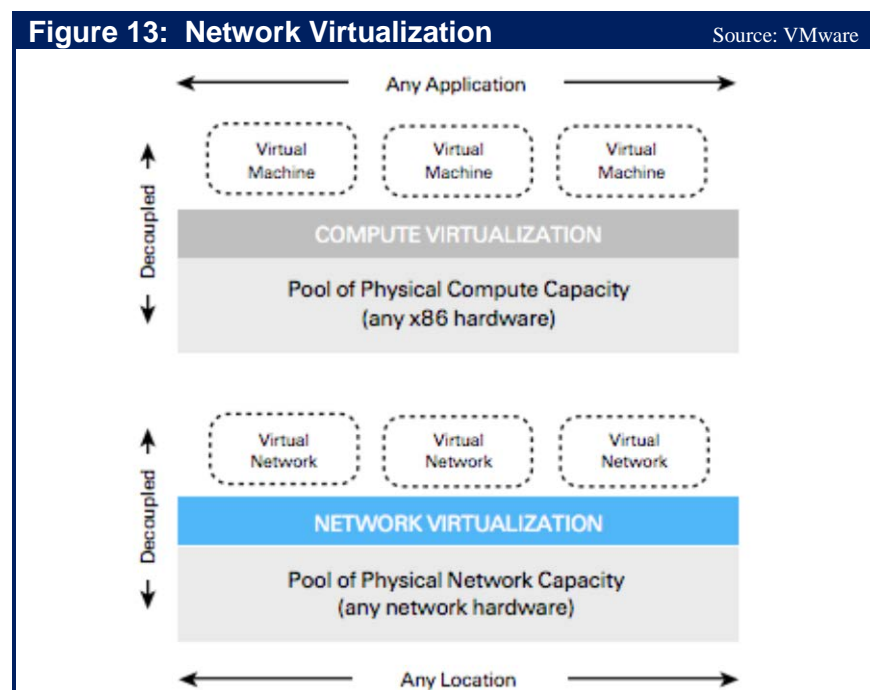 Figure 13: Network Virtualization Source: VMware
Any Application
Decoupled
Virtual Virtual Virtual
Machine Machine Machine
COMPUTE VIRTUALIZATION
Pool of Physical Compute Capacity
(any x86 hardware)
Decoupled
Virtual Virtual Virtual
Network Network Network
NETWORK VIRTUALIZATION
Pool of Physical Network Capacity
(any network hardware)
Any Location